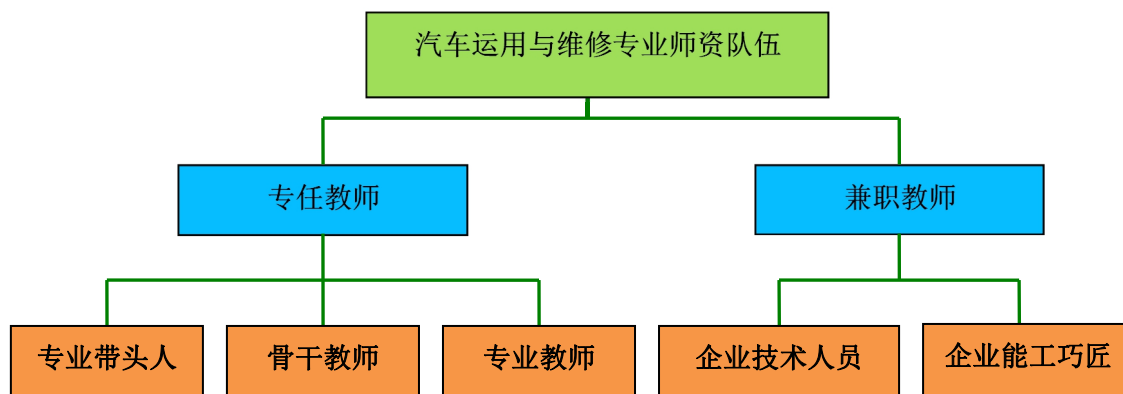 汽车运用与维修专业师资队伍
专任教师
兼职教师
专业带头人
骨干教师
专业教师
企业技术人员
企业能工巧匠